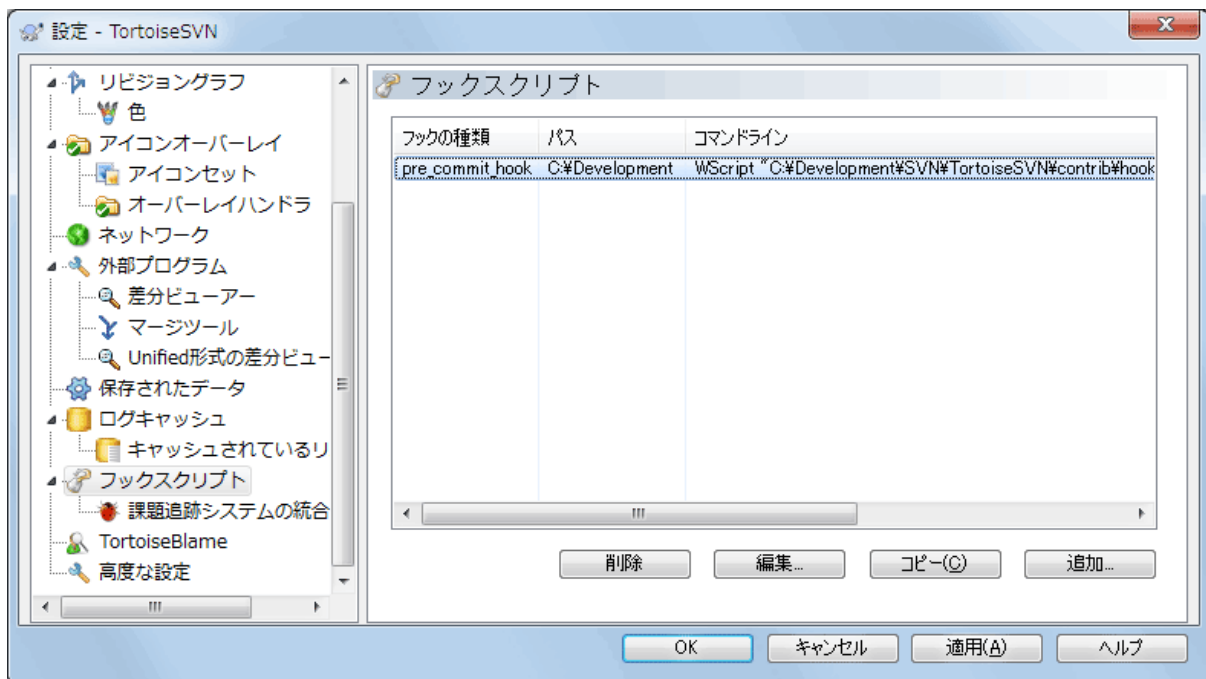 設定 - TortoiseSVN
リビジョングラフ
色
アイコンオーバーレイ
アイコンセット
オーバーレイハンドラ
ネットワーク
外部プログラム
差分ビューアー
マージツール
Unified形式の差分ビュー
保存されたデータ
ログキャッシュ
キャッシュされているリ
フックスクリプト
課題追跡システムの統合
TortoiseBlame
高度な設定
フックスクリプト
フックの種類 パス コマンドライン
pre_commit_hook C:¥Development WScript "C:¥Development¥SVN¥TortoiseSVN¥contrib¥hook
削除 編集... コピー(C) 追加...
OK キャンセル 適用(A) ヘルプ